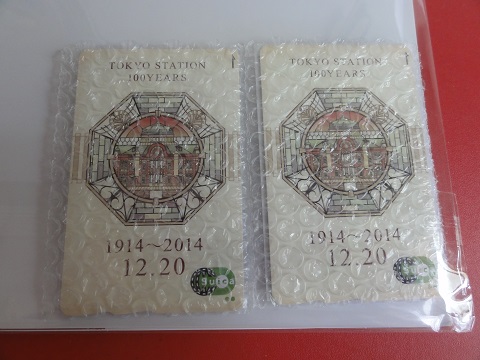 TOKYO STATION
100YEARS
1914～2014
12.20
Suica
TOKYO STATION
100YEARS
1914～2014
12.20
Suica